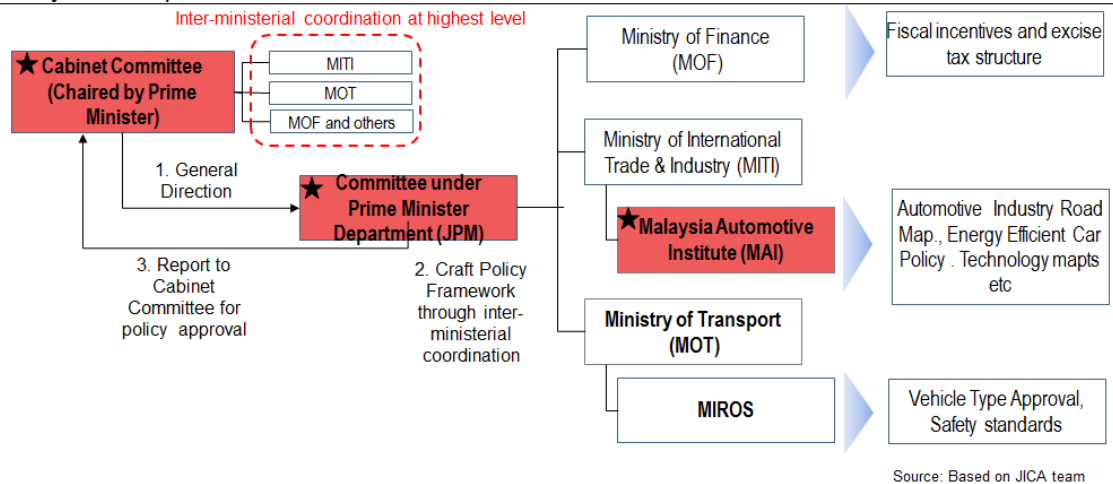 Inter-ministerial coordination at highest level
Cabinet Committee
(Chaired by Prime
Minister)
MITI
MOT
MOF and others
1. General
Direction
Committee under
Prime Minister
Department (JPM)
3. Report to
Cabinet
Committee for
policy approval
2. Craft Policy
Framework
through inter-
ministerial
coordination
Ministry of Finance
(MOF)
Fiscal incentives and excise
tax structure
Ministry of International
Trade & Industry (MITI)
Malaysia Automotive
Institute (MAI)
Automotive Industry Road
Map., Energy Efficient Car
Policy . Technology mapts
etc
Ministry of Transport
(MOT)
MIROS
Vehicle Type Approval,
Safety standards
Source: Based on JICA team